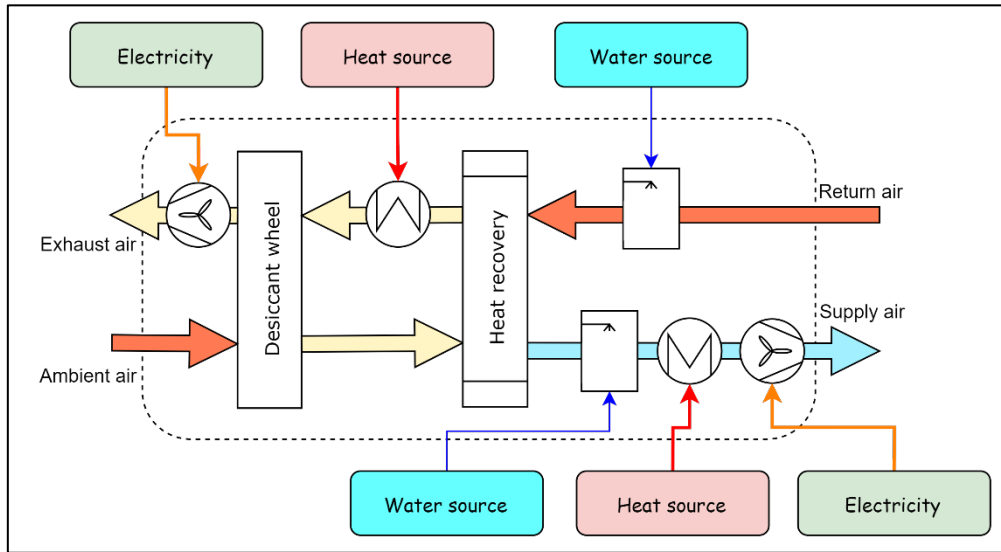 Electricity
Heat source
Water source
Return air
Exhaust air
Desiccant wheel
Heat recovery
Supply air
Ambient air
Water source
Heat source
Electricity